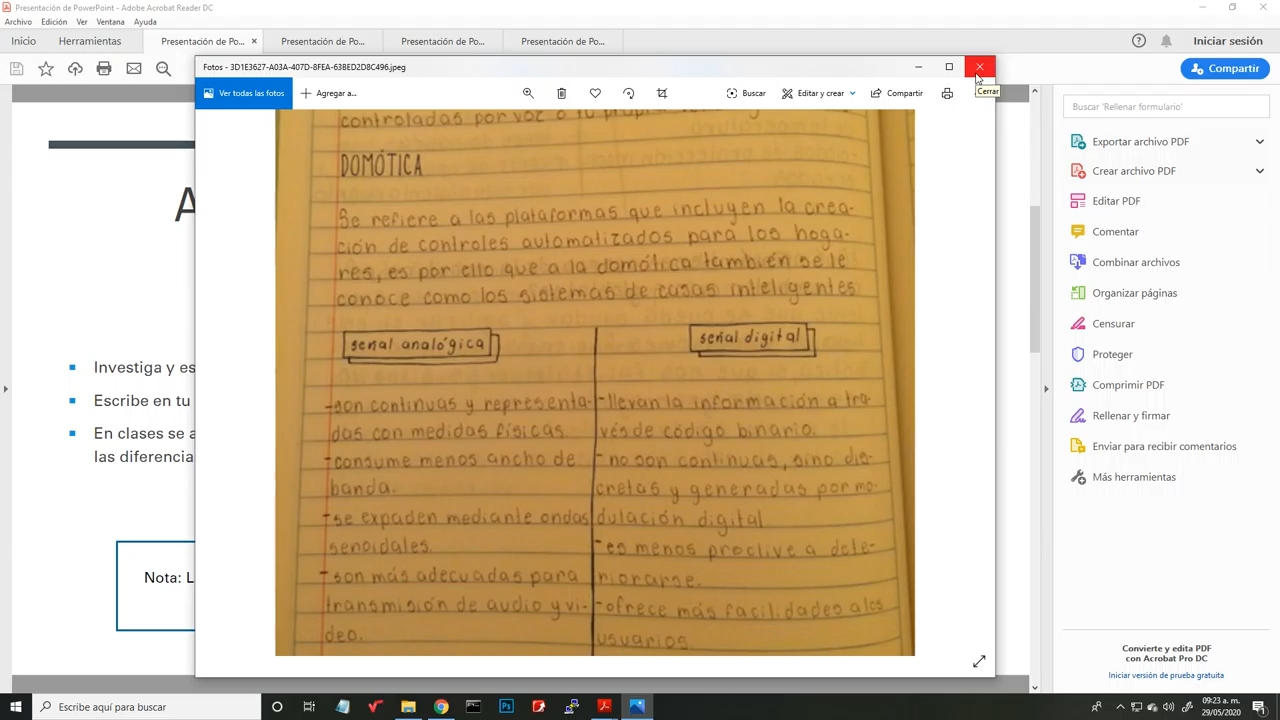 Presentación de PowerPoint - Adobe Acrobat Reader DC
Archivo Edición Ver Ventana Ayuda
Inicio Herramientas Presentación de Po... × Presentación de Po... Presentación de Po... Presentación de Po... Iniciar sesión
Compartir
Fotos - 3D1E3627-A03A-407D-8FEA-63BED2D8C496.jpeg
Ver todas las fotos Agregar a... Buscar Editar y crear Compartir
Cerrar
controladas por voz o tu
DOMÓTICA
Se refiere a las plataformas que incluyen la crea-
ción de controles automatizados para los hoga-
res, es por ello que a la domótica también se le
conoce como los sistemas de casas inteligentes
señal analógica
-son continuas y representa-
das con medidas físicas.
-consume menos ancho de
banda.
-se expaden mediante ondas
senoidales.
-son más adecuadas para
transmisión de audio y vi-
deo.
señal digital
-llevan la información a tra-
vés de código binario.
-no son continuas, sino dis-
cretas y generadas por mo-
dulación digital
-es menos proclive a dete-
riorarse.
-ofrece más facilidades a los
usuarios.
A
Investiga y es
Escribe en tu
En clases se a
las diferencia
Nota: L
Buscar 'Rellenar formulario'
Exportar archivo PDF
Crear archivo PDF
Editar PDF
Comentar
Combinar archivos
Organizar páginas
Censurar
Proteger
Comprimir PDF
Rellenar y firmar
Enviar para recibir comentarios
Más herramientas
Convierte y edita PDF
con Acrobat Pro DC
Iniciar versión de prueba gratuita
Escribe aquí para buscar
09:23 a. m.
29/05/2020